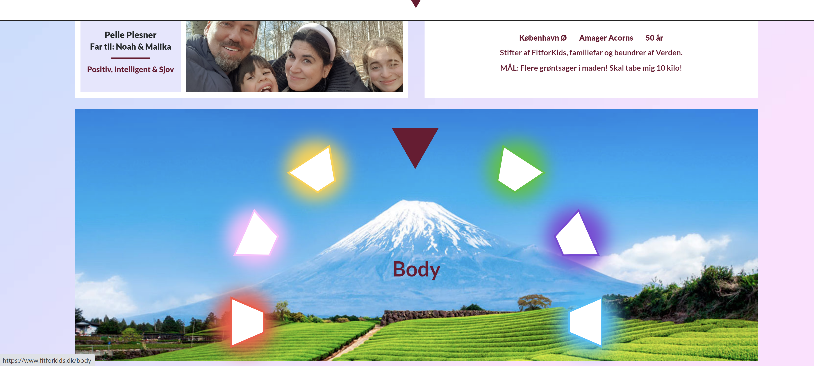 Pelle Plesner
Far til: Noah & Malika
Positiv, Intelligent & Sjov
København Ø Amager Acorns 50 år
Stifter af FitforKids, familiefar og beundrer af Verden.
MÅL: Flere grøntsager i maden! Skal tabe mig 10 kilo!
Body
https://www.fitforkids.dk/body